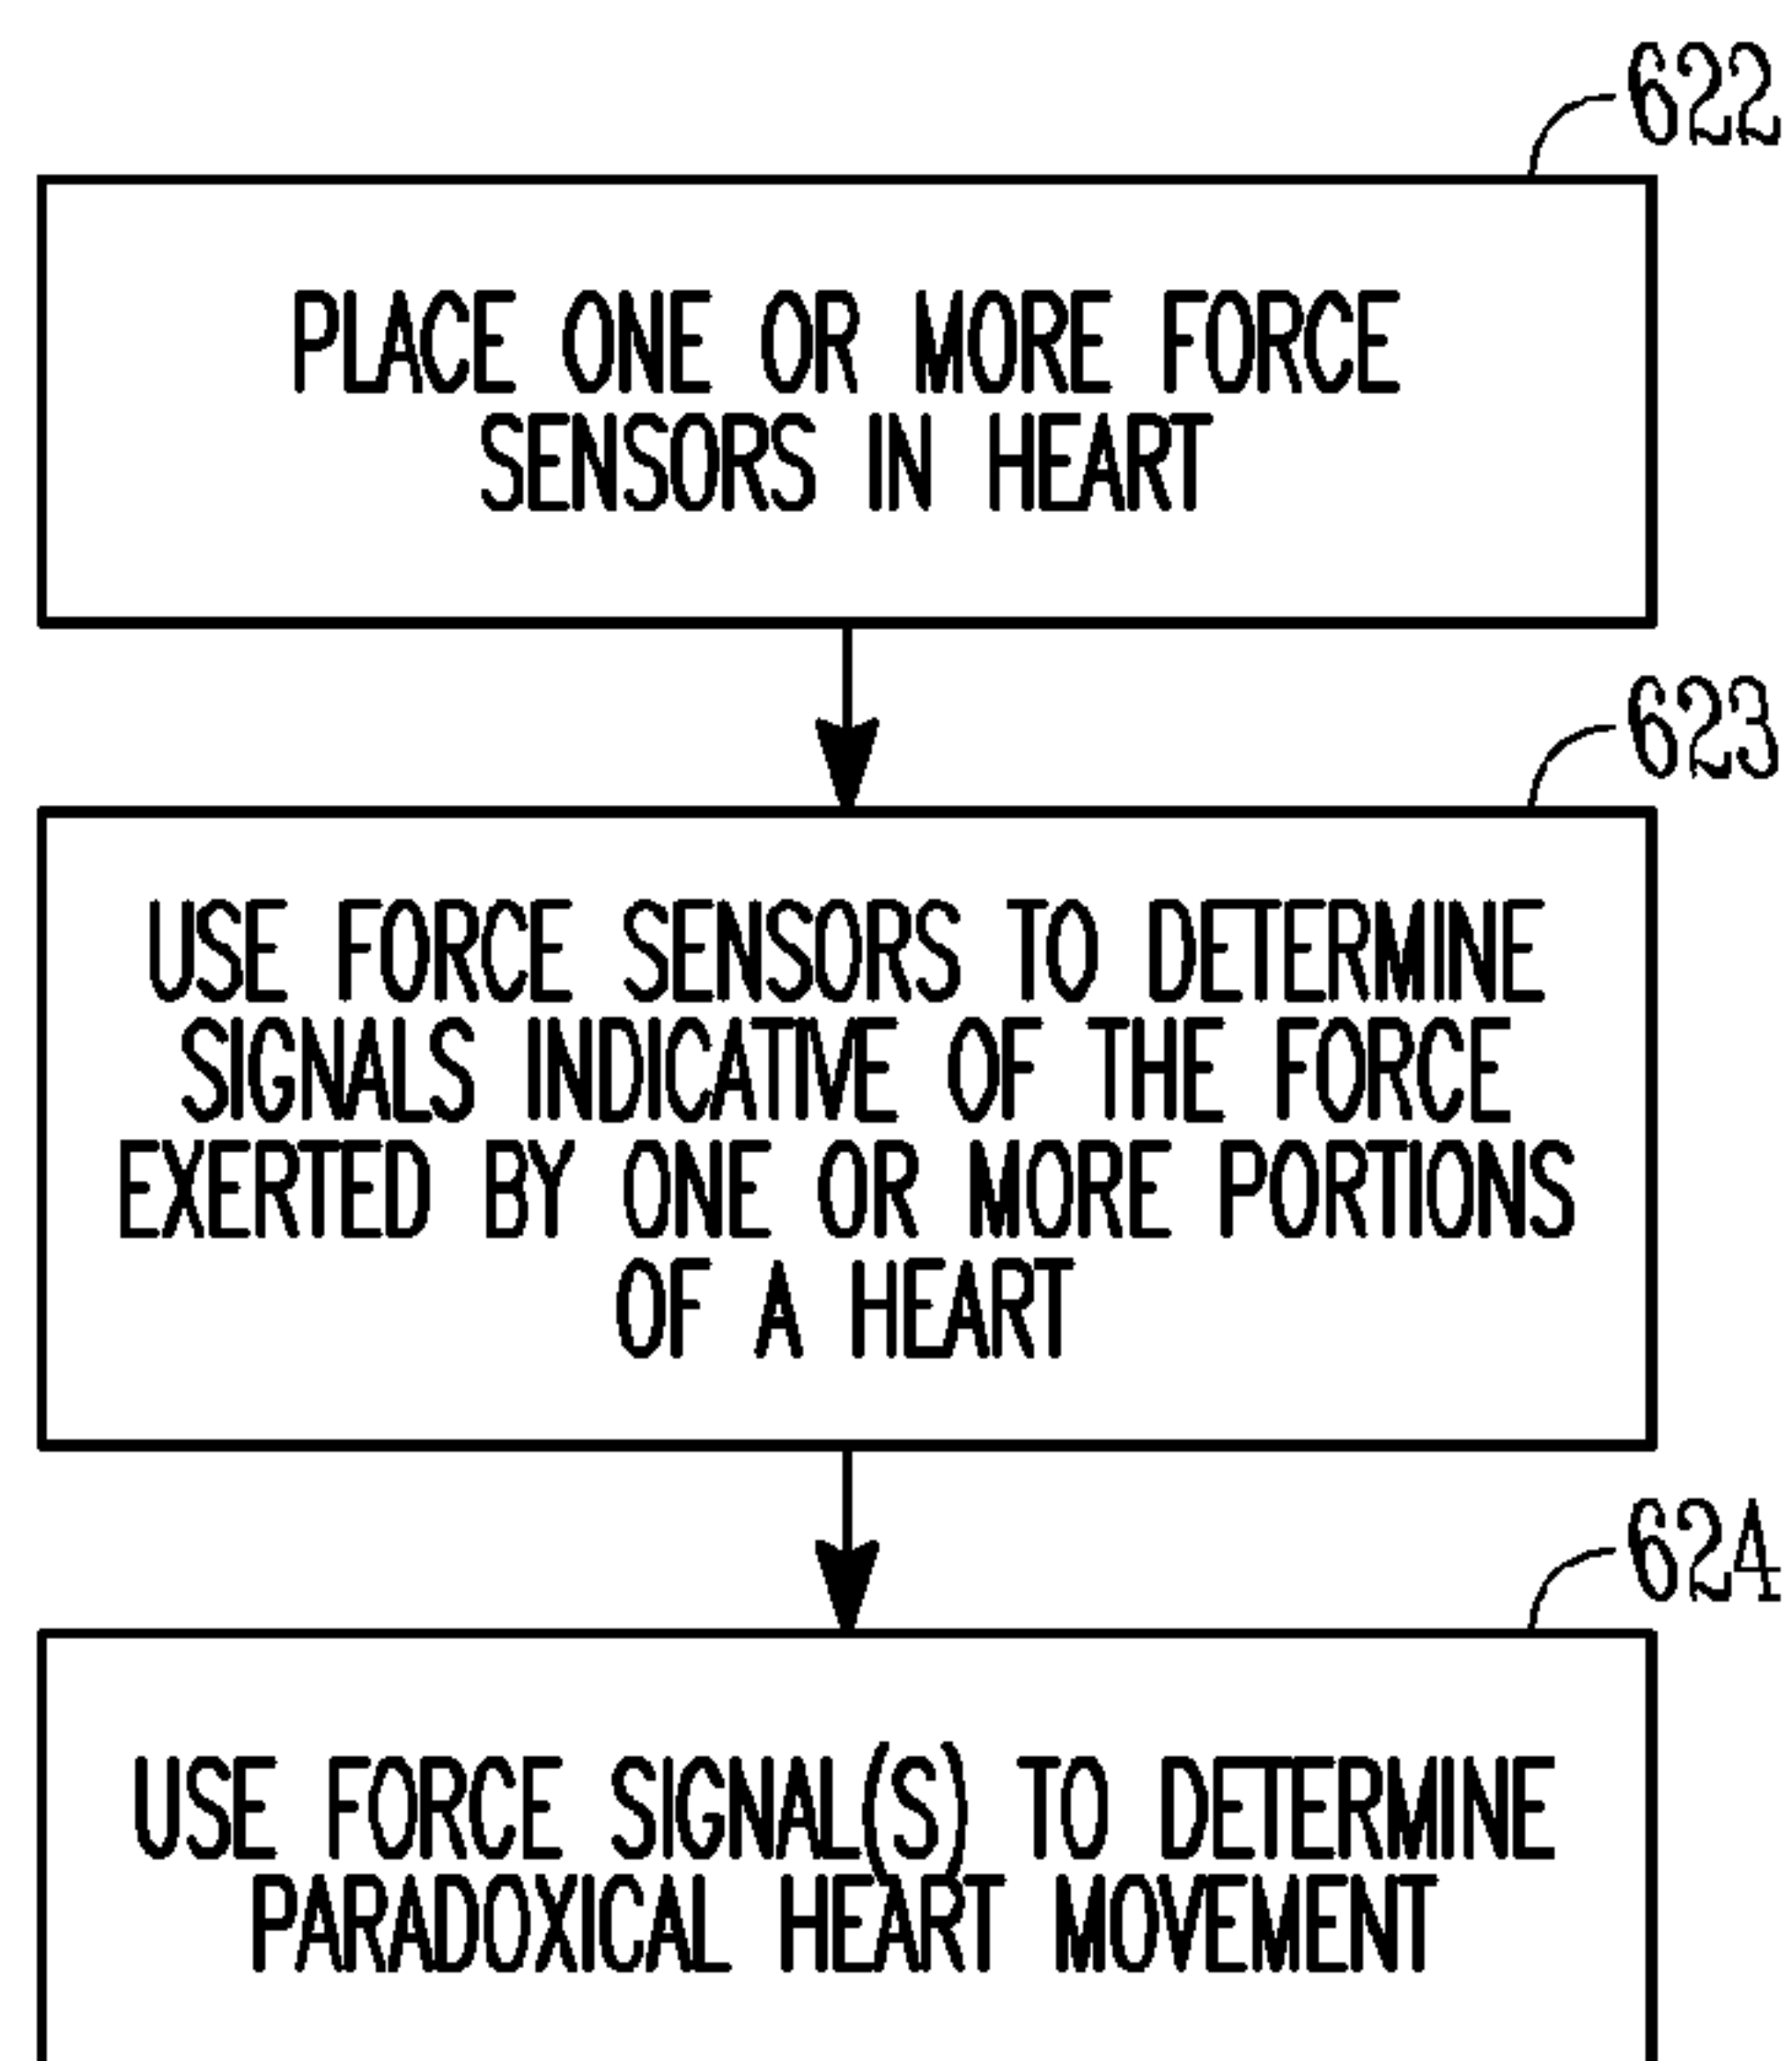 622
PLACE ONE OR MORE FORCE
SENSORS IN HEART
623
USE FORCE SENSORS TO DETERMINE
SIGNALS INDICATIVE OF THE FORCE
EXERTED BY ONE OR MORE PORTIONS
OF A HEART
624
USE FORCE SIGNAL(S) TO DETERMINE
PARADOXICAL HEART MOVEMENT